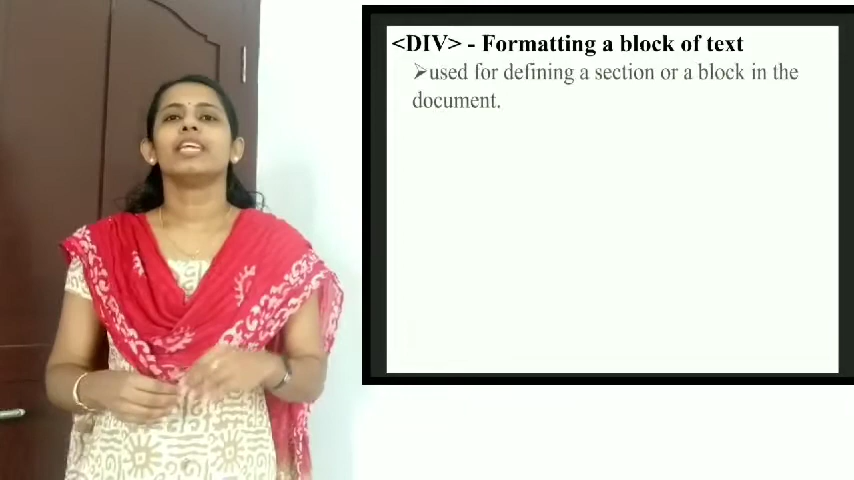 <DIV> - Formatting a block of text
➢used for defining a section or a block in the
document.